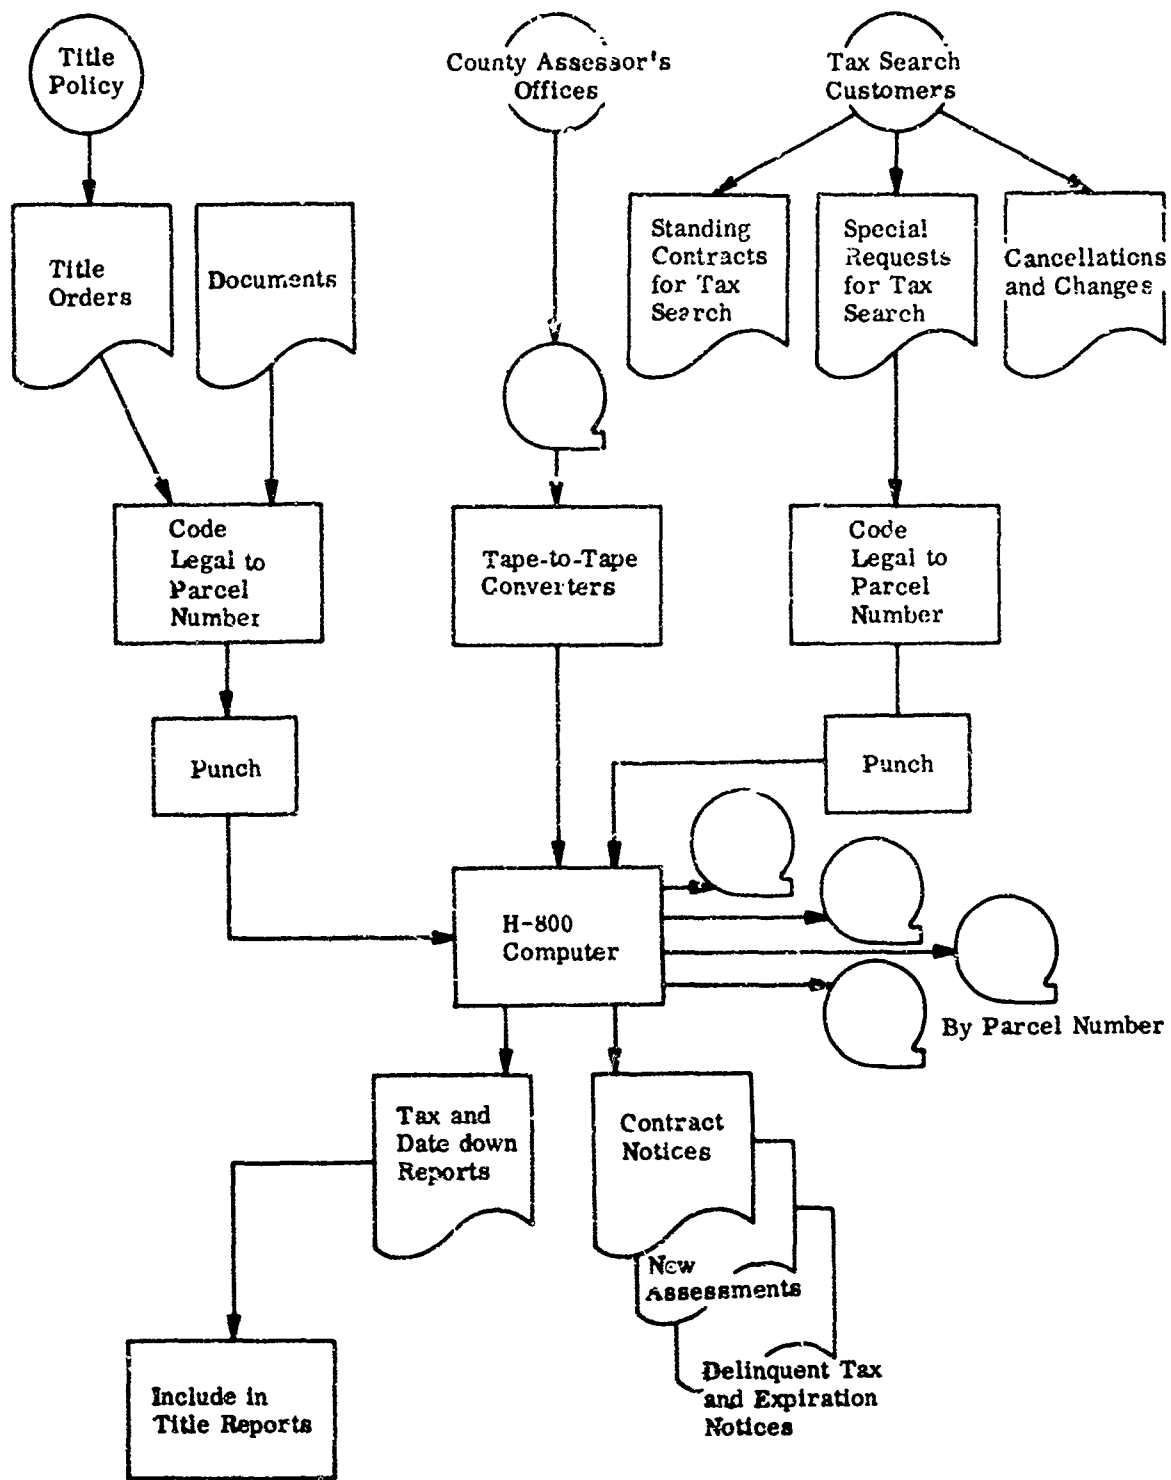 Title
Policy
County Assessor's
Offices
Tax Search
Customers
Title
Orders
Documents
Standing
Contracts
for Tax
Search
Special
Requests
for Tax
Search
Cancellations
and Changes
Code
Legal to
Parcel
Number
Tape-to-Tape
Converters
Code
Legal to
Parcel
Number
Punch
Punch
H-800
Computer
By Parcel Number
Tax and
Date down
Reports
Contract
Notices
New
Assessments
Include in
Title Reports
Delinquent Tax
and Expiration
Notices